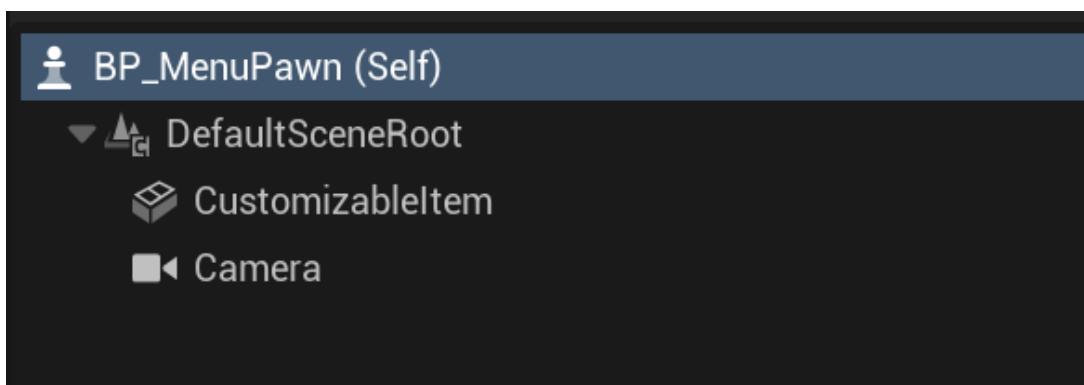 BP_MenuPawn (Self)
DefaultSceneRoot
CustomizableItem
Camera